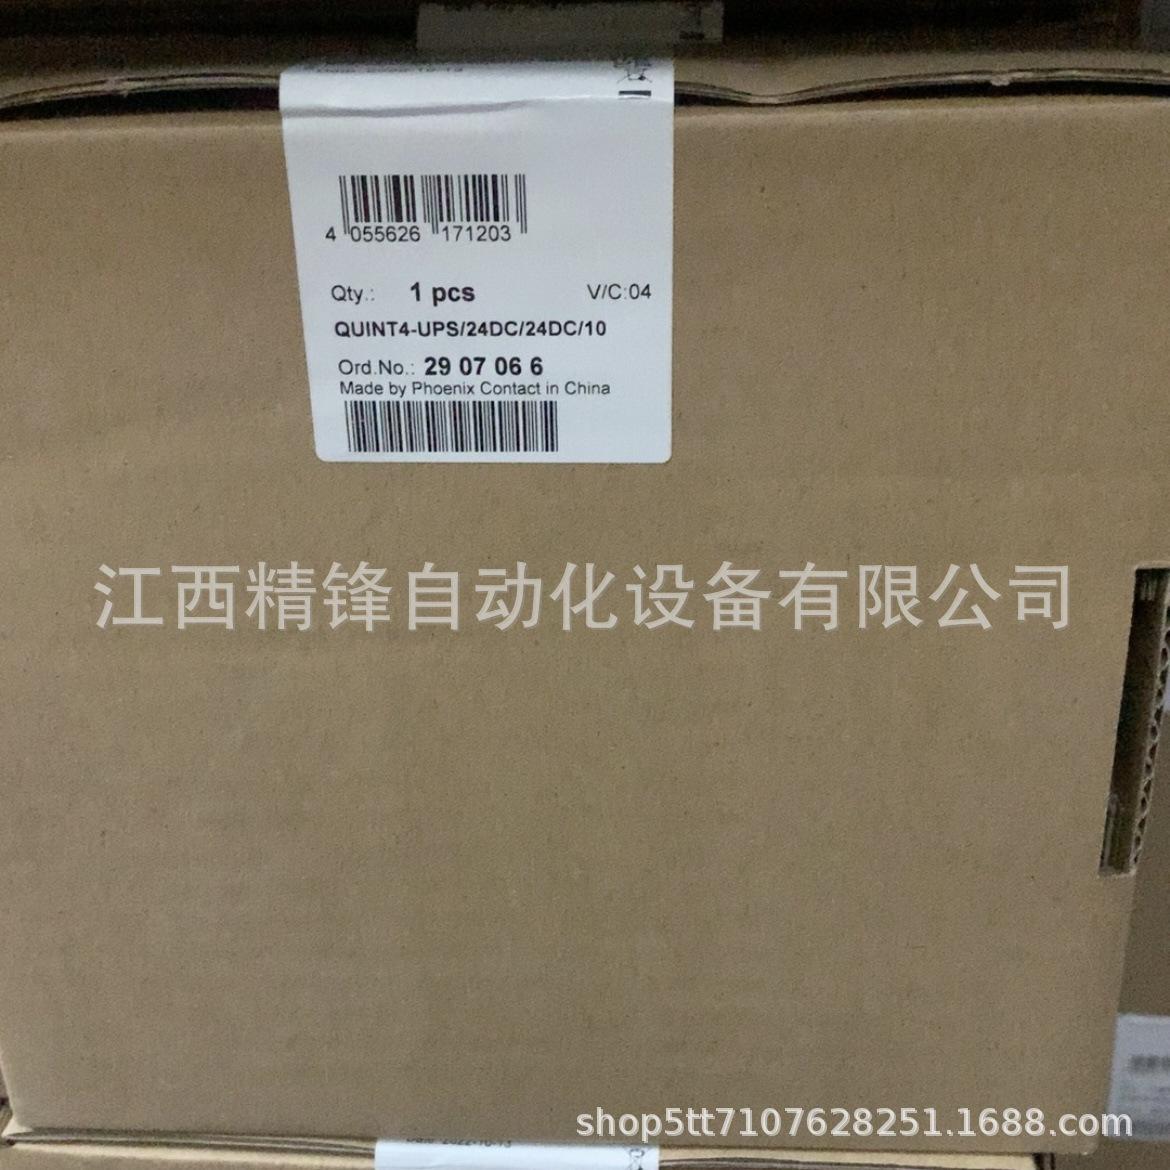 4 055626 171203
Qty.: 1 pcs V/C:04
QUINT4-UPS/24DC/24DC/10
Ord.No.: 29 07 06 6
Made by Phoenix Contact in China
江西精锋自动化设备有限公司
shop5tt7107628251.1688.com